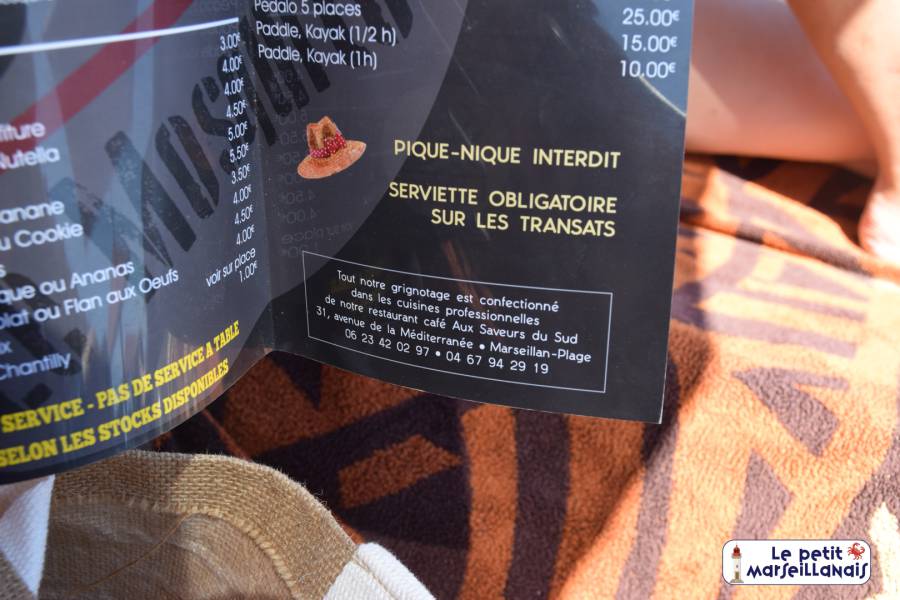 3.00€
4.00€
4.00€
4.50€
fiture 5.00€
Nutella 5.50€
3.50€
anane 4.00€
u Cookie 4.50€
s 4.00€
que ou Ananas voir sur place
lat ou Flan aux Oeufs 1.00€
x
Chantilly
SERVICE - PAS DE SERVICE A TABLE
SELON LES STOCKS DISPONIBLES
Pédalo 5 places
Paddle, Kayak (1/2 h)
Paddle, Kayak (1h)
25.00€
15.00€
10.00€
PIQUE-NIQUE INTERDIT
SERVIETTE OBLIGATOIRE
SUR LES TRANSATS
Tout notre grignotage est confectionné
dans les cuisines professionnelles
de notre restaurant café Aux Saveurs du Sud
31, avenue de la Méditerranée • Marseillan-Plage
06 23 42 02 97 • 04 67 94 29 19
Le petit
Marseillanais